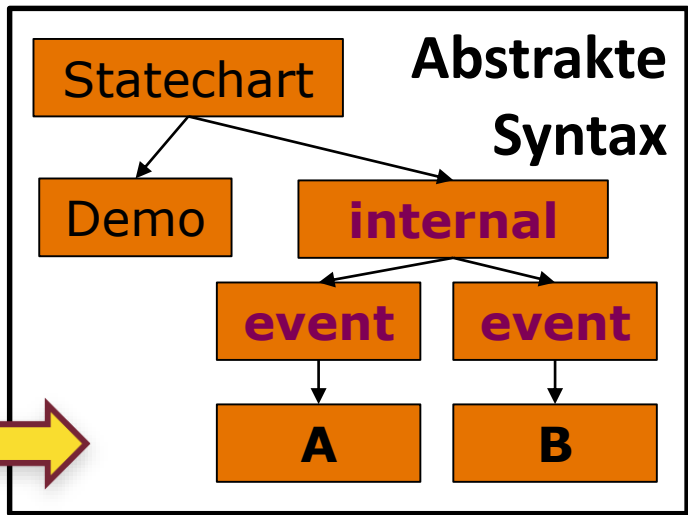 Abstrakte
Syntax
Statechart
Demo
internal
event
event
A
B